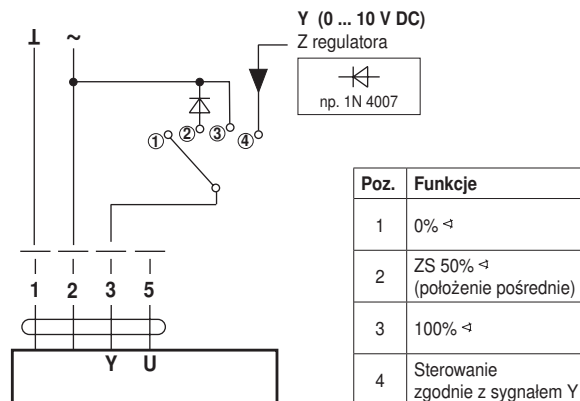 Y (0 ... 10 V DC)
Z regulatora
np. 1N 4007
⊥ ~
① ② ③ ④
1 2 3 5
Y U
Poz. Funkcje
1 0% ◁
2 ZS 50% ◁
(położenie pośrednie)
3 100% ◁
4 Sterowanie
zgodnie z sygnałem Y